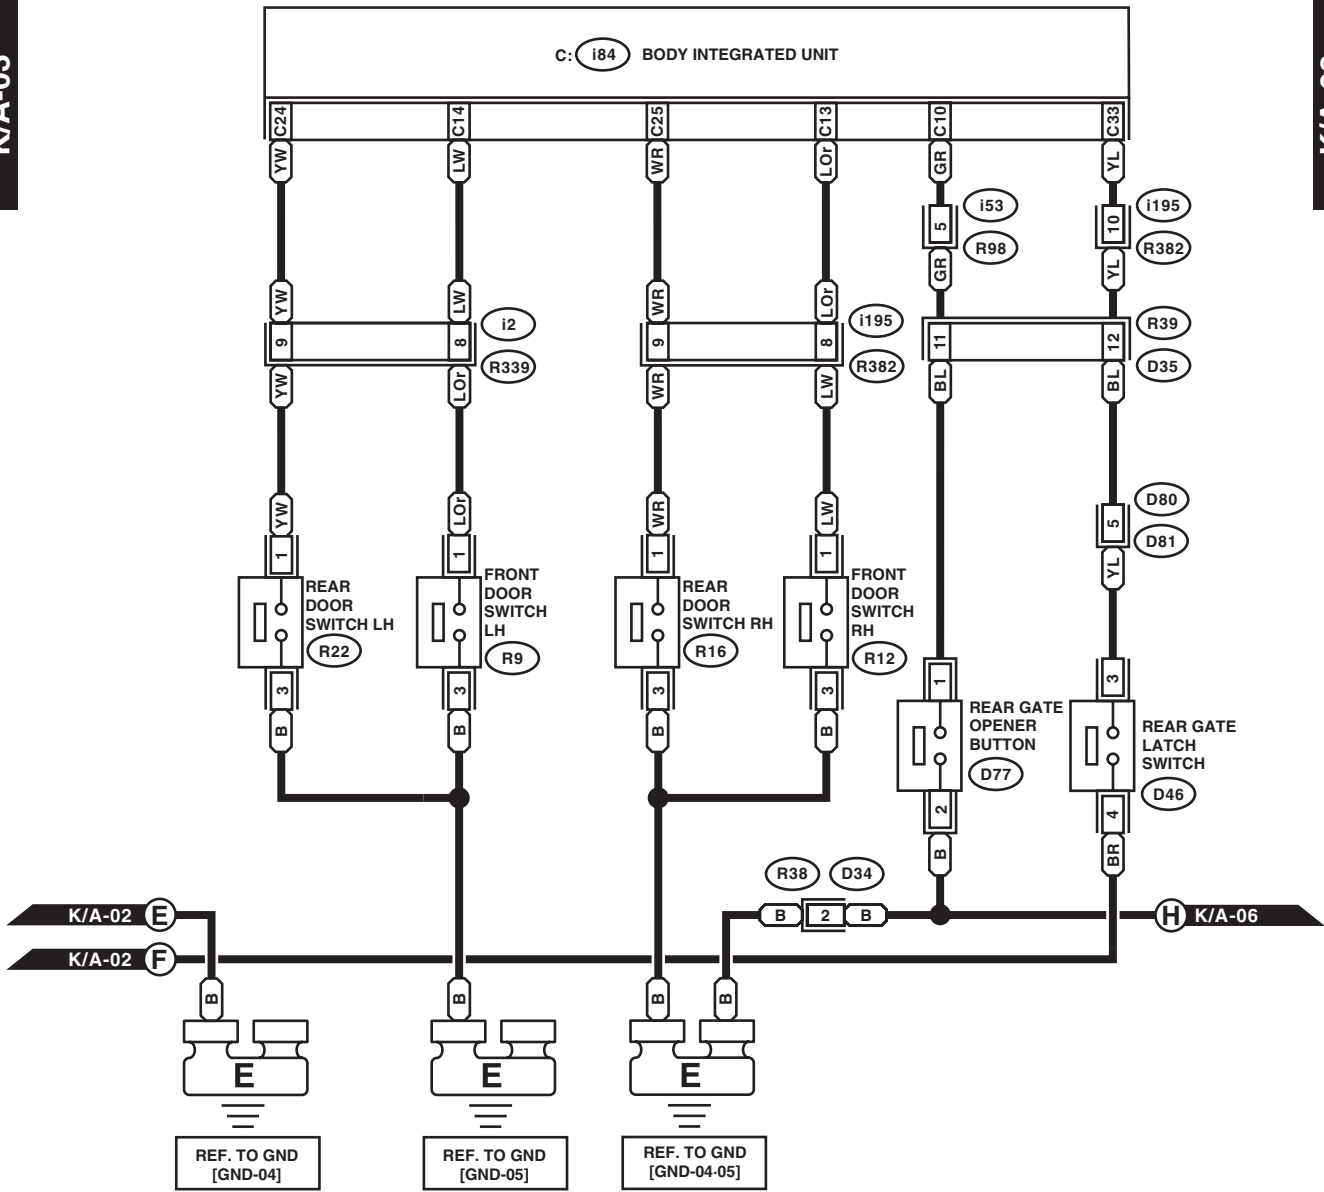 C: i84 BODY INTEGRATED UNIT
C24 C14 C25 C13 C10 C33
YW LW WR LOr GR YL
5 i53 10 i195
R98 R382
GR YL
YW LW WR LOr
9 8 i2 9 8 i195 11 12 R39
R339 R382 D35
YW LOr WR LW BL BL
D80
5
D81
YL
YW LOr WR LW
1 1 1 1
REAR
DOOR
SWITCH LH
R22
FRONT
DOOR
SWITCH
LH
R9
REAR
DOOR
SWITCH RH
R16
FRONT
DOOR
SWITCH
RH
R12
3 3 3 3
B B B B
1 3
REAR GATE
OPENER
BUTTON
D77
REAR GATE
LATCH
SWITCH
D46
2 4
B BR
R38 D34
K/A-02 E B 2 B H K/A-06
K/A-02 F
B B B B
E E E
REF. TO GND
[GND-04]
REF. TO GND
[GND-05]
REF. TO GND
[GND-04·05]